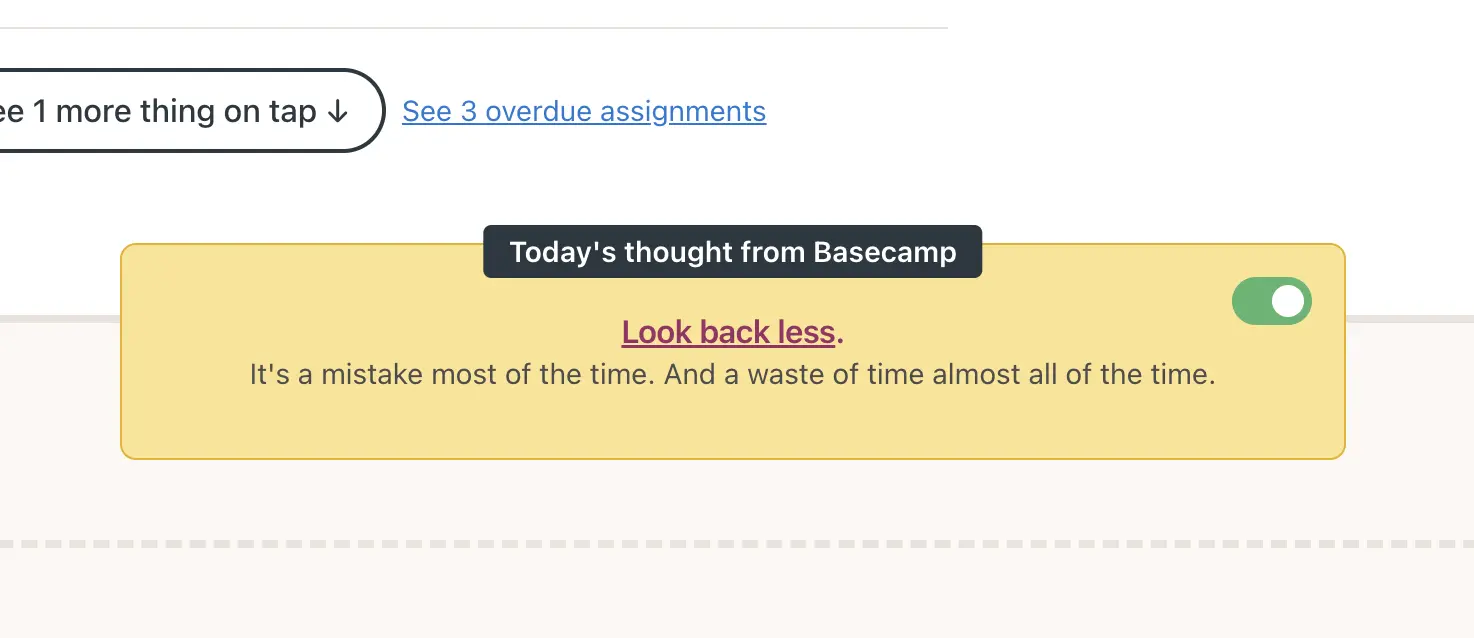 ee 1 more thing on tap ↓
See 3 overdue assignments
Today's thought from Basecamp
Look back less.
It's a mistake most of the time. And a waste of time almost all of the time.